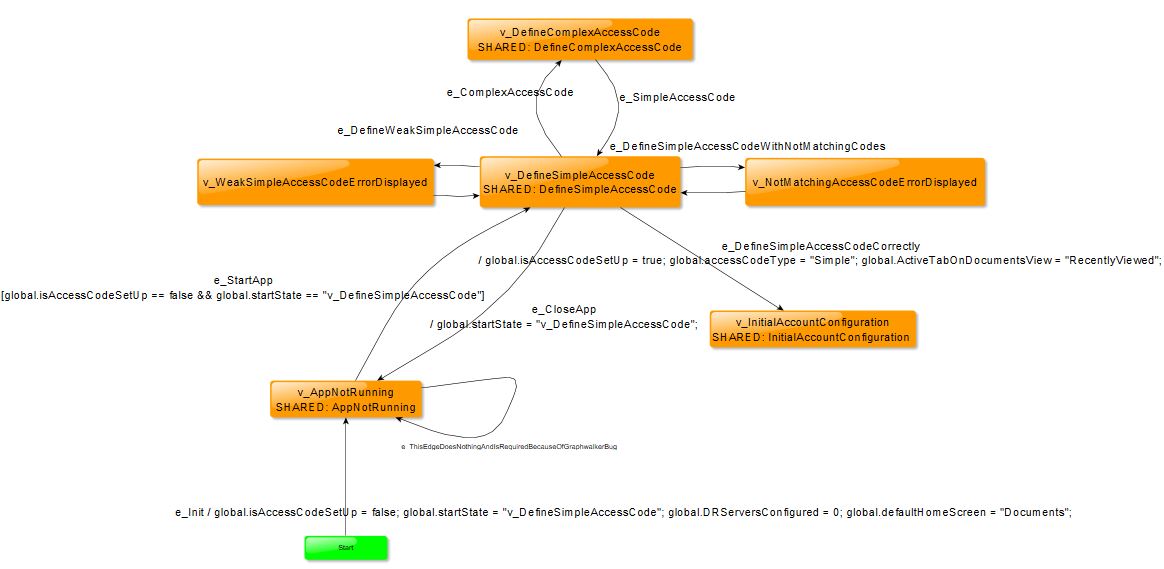 v_DefineComplexAccessCode
SHARED: DefineComplexAccessCode
e_ComplexAccessCode
e_SimpleAccessCode
e_DefineWeakSimpleAccessCode
e_DefineSimpleAccessCodeWithNotMatchingCodes
v_WeakSimpleAccessCodeErrorDisplayed
v_DefineSimpleAccessCode
SHARED: DefineSimpleAccessCode
v_NotMatchingAccessCodeErrorDisplayed
e_DefineSimpleAccessCodeCorrectly
/ global.isAccessCodeSetUp = true; global.accessCodeType = "Simple"; global.ActiveTabOnDocumentsView = "RecentlyViewed";
e_StartApp
[global.isAccessCodeSetUp == false && global.startState == "v_DefineSimpleAccessCode"]
e_CloseApp
/ global.startState = "v_DefineSimpleAccessCode";
v_InitialAccountConfiguration
SHARED: InitialAccountConfiguration
v_AppNotRunning
SHARED: AppNotRunning
e_ThisEdgeDoesNothingAndIsRequiredBecauseOfGraphwalkerBug
e_Init / global.isAccessCodeSetUp = false; global.startState = "v_DefineSimpleAccessCode"; global.DRServersConfigured = 0; global.defaultHomeScreen = "Documents";
Start